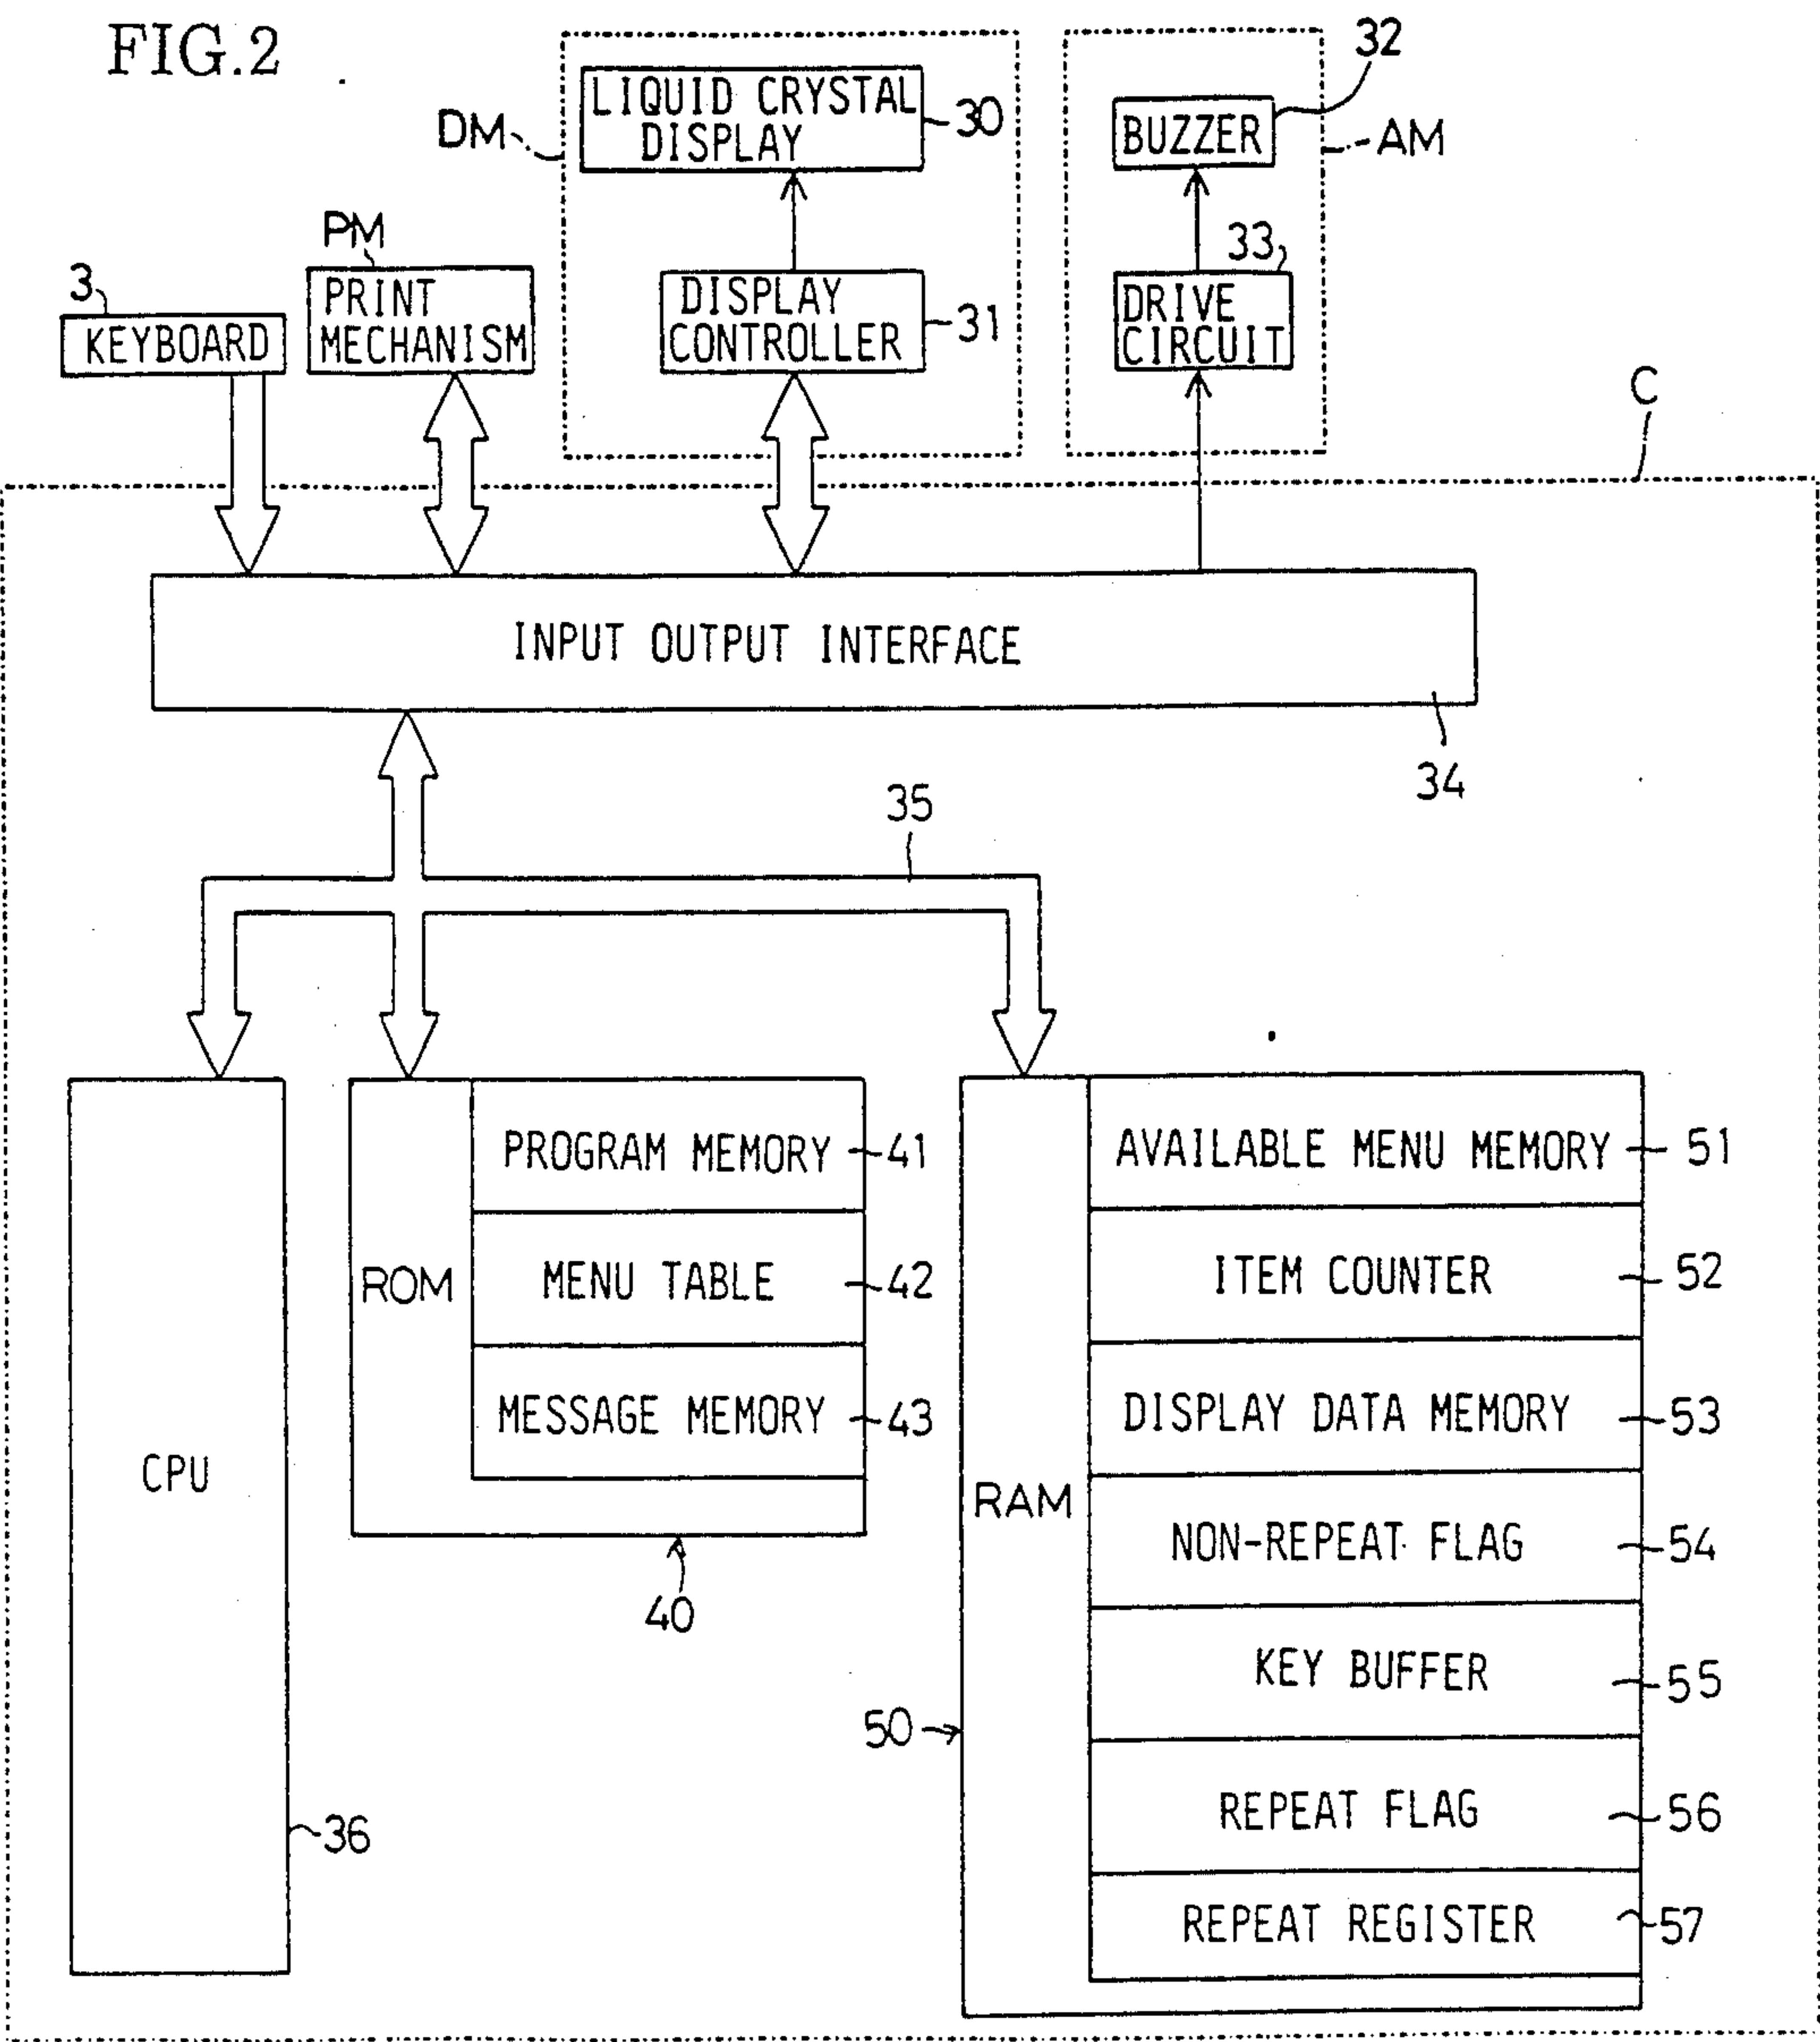 FIG.2
DM
LIQUID CRYSTAL
DISPLAY
30
32
BUZZER
AM
3
KEYBOARD
PM
PRINT
MECHANISM
DISPLAY
CONTROLLER
31
33
DRIVE
CIRCUIT
C
INPUT OUTPUT INTERFACE
34
35
CPU
36
ROM
PROGRAM MEMORY
41
MENU TABLE
42
MESSAGE MEMORY
43
40
RAM
50
AVAILABLE MENU MEMORY
51
ITEM COUNTER
52
DISPLAY DATA MEMORY
53
NON-REPEAT FLAG
54
KEY BUFFER
55
REPEAT FLAG
56
REPEAT REGISTER
57